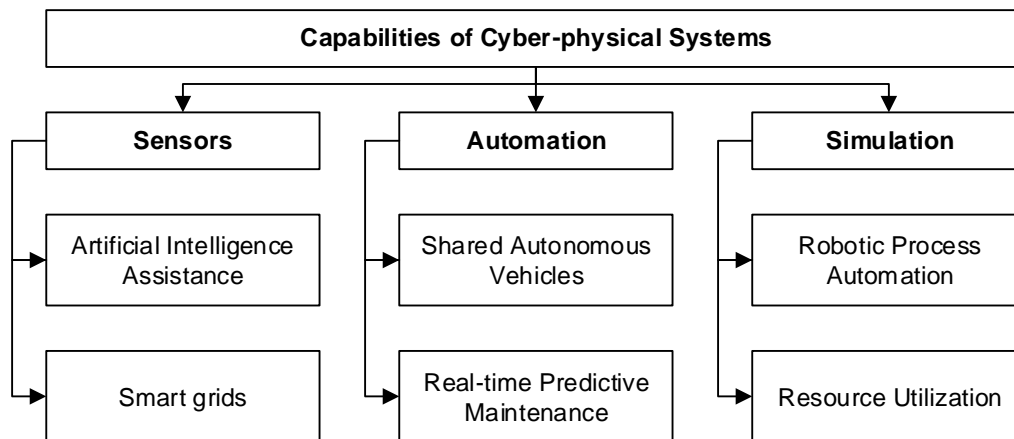 Capabilities of Cyber-physical Systems
Sensors
Automation
Simulation
Artificial Intelligence
Assistance
Shared Autonomous
Vehicles
Robotic Process
Automation
Smart grids
Real-time Predictive
Maintenance
Resource Utilization